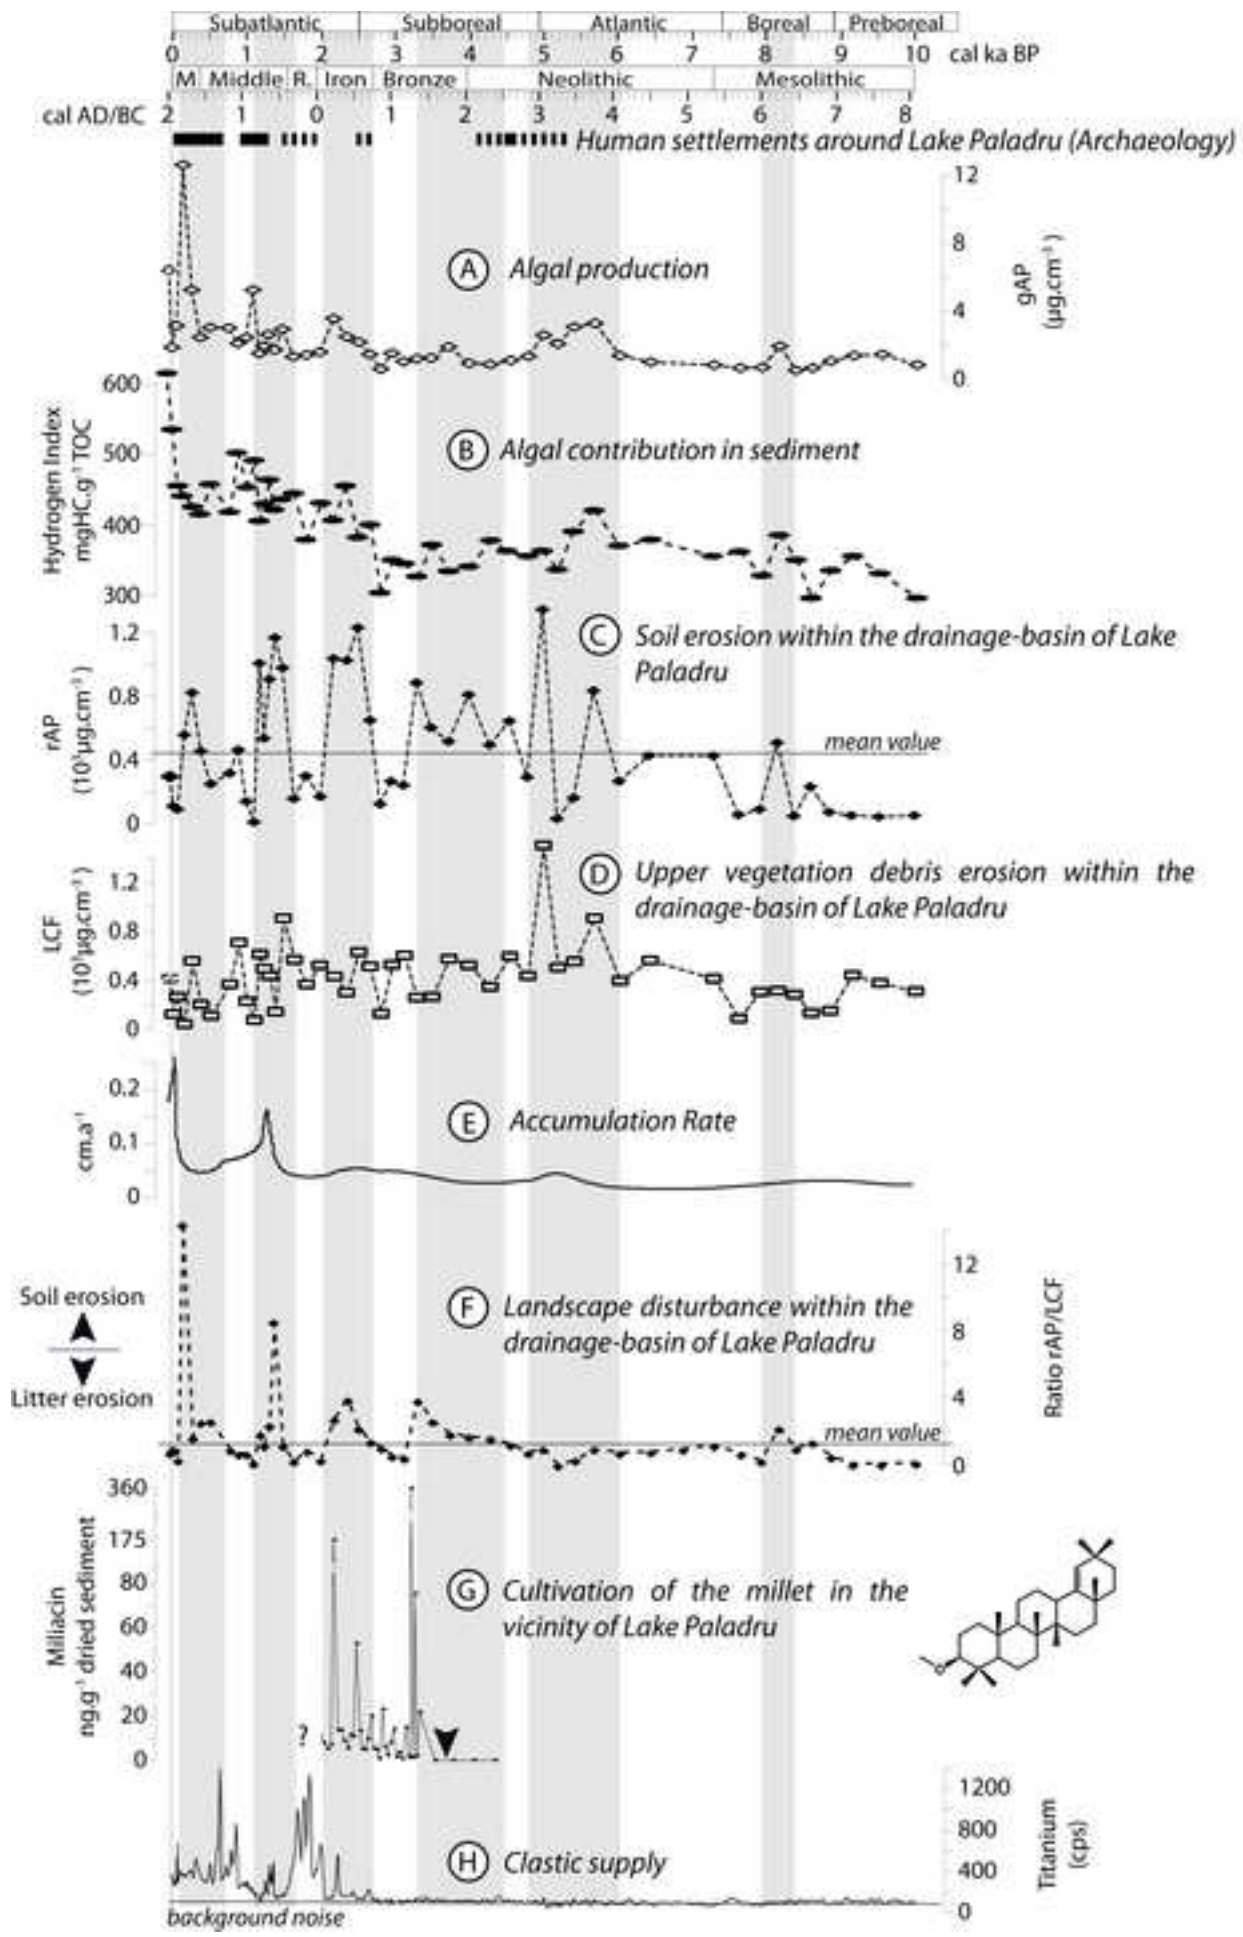 Subatlantic Subboreal Atlantic Boreal Preboreal
0 1 2 3 4 5 6 7 8 9 10 cal ka BP
M. Middle R. Iron Bronze Neolithic Mesolithic
cal AD/BC 2 1 0 1 2 3 4 5 6 7 8
Human settlements around Lake Paladru (Archaeology)
12
8
4
0
gAP
(µg.cm⁻³)
A Algal production
600
500
400
300
Hydrogen Index
mgHC.g⁻¹ TOC
B Algal contribution in sediment
1.2
0.8
0.4
0
rAP
(10³µg.cm⁻³)
C Soil erosion within the drainage-basin of Lake
Paladru
mean value
1.2
0.8
0.4
0
LCF
(10³µg.cm⁻³)
D Upper vegetation debris erosion within the
drainage-basin of Lake Paladru
0.2
0.1
0
cm.a⁻¹
E Accumulation Rate
Soil erosion
Litter erosion
12
8
4
0
Ratio rAP/LCF
F Landscape disturbance within the
drainage-basin of Lake Paladru
mean value
360
175
80
60
40
20
0
Miliacin
ng.g⁻¹ dried sediment
?
G Cultivation of the millet in the
vicinity of Lake Paladru
O
1200
800
400
0
Titanium
(cps)
H Clastic supply
background noise